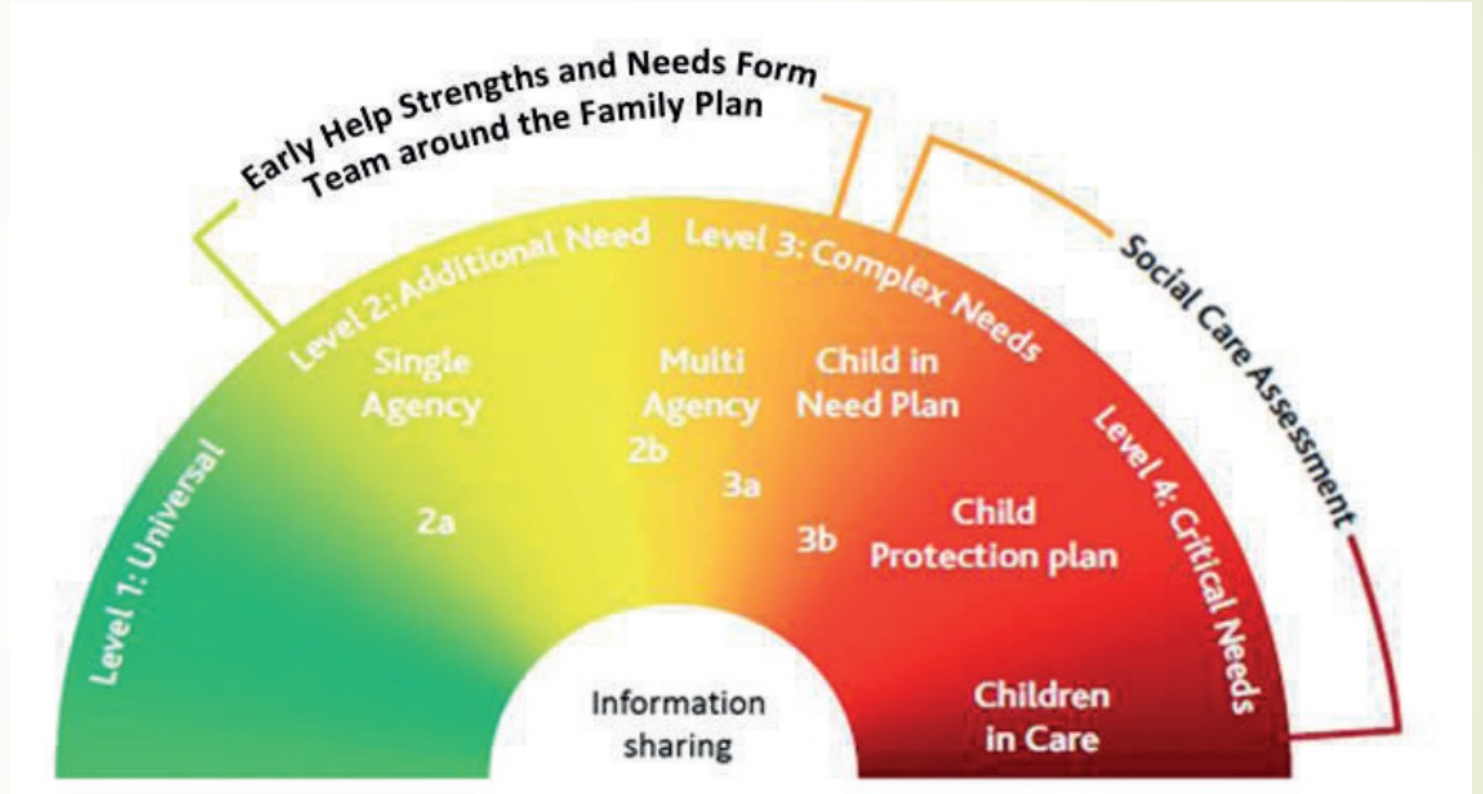 Early Help Strengths and Needs Form
Team around the Family Plan
Social Care Assessment
Level 1: Universal
Level 2: Additional Need
Level 3: Complex Needs
Level 4: Critical Needs
Single
Agency
2a
Multi
Agency
2b
3a
Child in
Need Plan
3b
Child
Protection plan
Children
in Care
Information
sharing